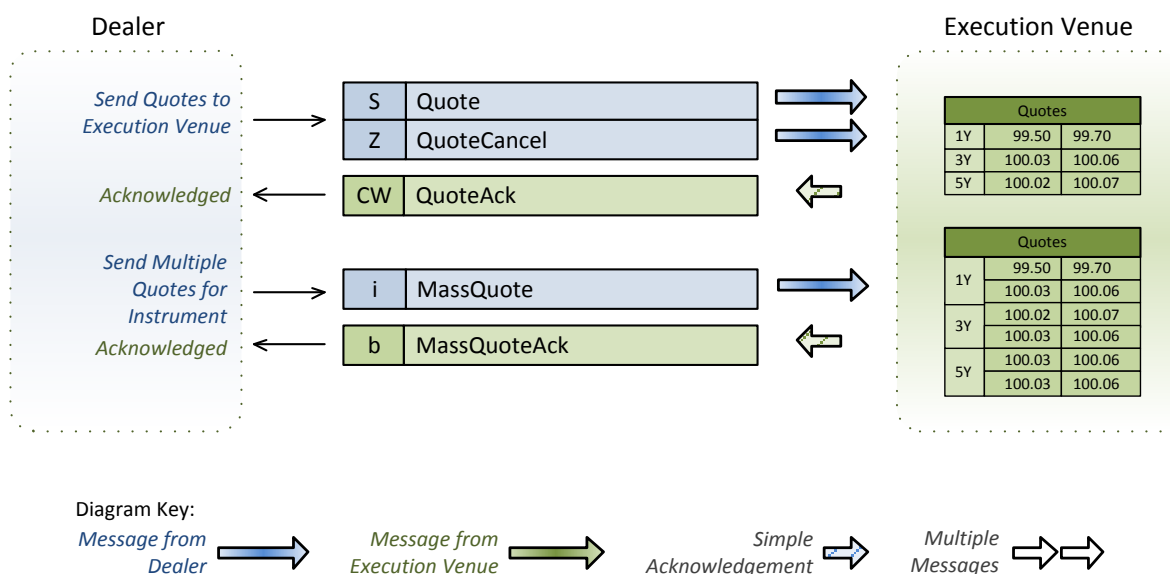 Dealer
Execution Venue
Send Quotes to
Execution Venue
S Quote
Z QuoteCancel
Acknowledged
CW QuoteAck
Quotes
1Y 99.50 99.70
3Y 100.03 100.06
5Y 100.02 100.07
Send Multiple
Quotes for
Instrument
i MassQuote
Acknowledged
b MassQuoteAck
Quotes
1Y
99.50 99.70
100.03 100.06
3Y
100.02 100.07
100.03 100.06
5Y
100.03 100.06
100.03 100.06
Diagram Key:
Message from
Dealer
Message from
Execution Venue
Simple
Acknowledgement
Multiple
Messages